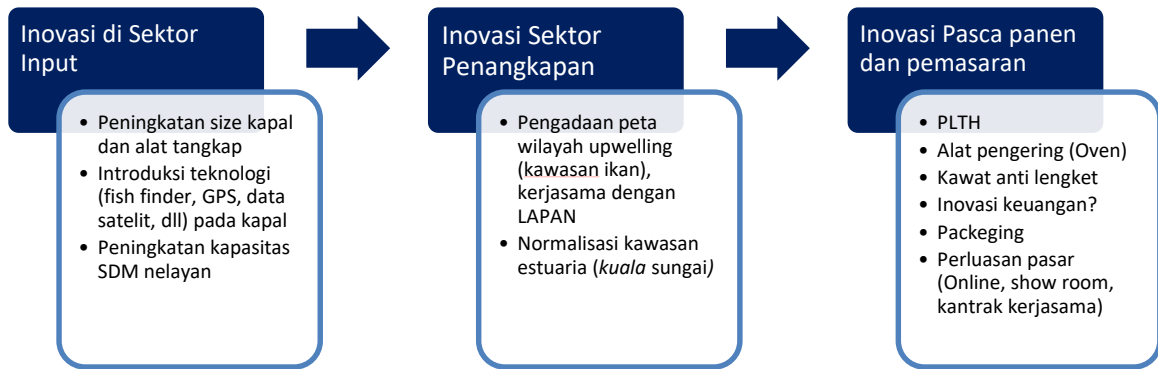 Inovasi di Sektor
Input
• Peningkatan size kapal
dan alat tangkap
• Introduksi teknologi
(fish finder, GPS, data
satelit, dll) pada kapal
• Peningkatan kapasitas
SDM nelayan
Inovasi Sektor
Penangkapan
• Pengadaan peta
wilayah upwelling
(kawasan ikan),
kerjasama dengan
LAPAN
• Normalisasi kawasan
estuaria (kuala sungai)
Inovasi Pasca panen
dan pemasaran
• PLTH
• Alat pengering (Oven)
• Kawat anti lengket
• Inovasi keuangan?
• Packeging
• Perluasan pasar
(Online, show room,
kantrak kerjasama)